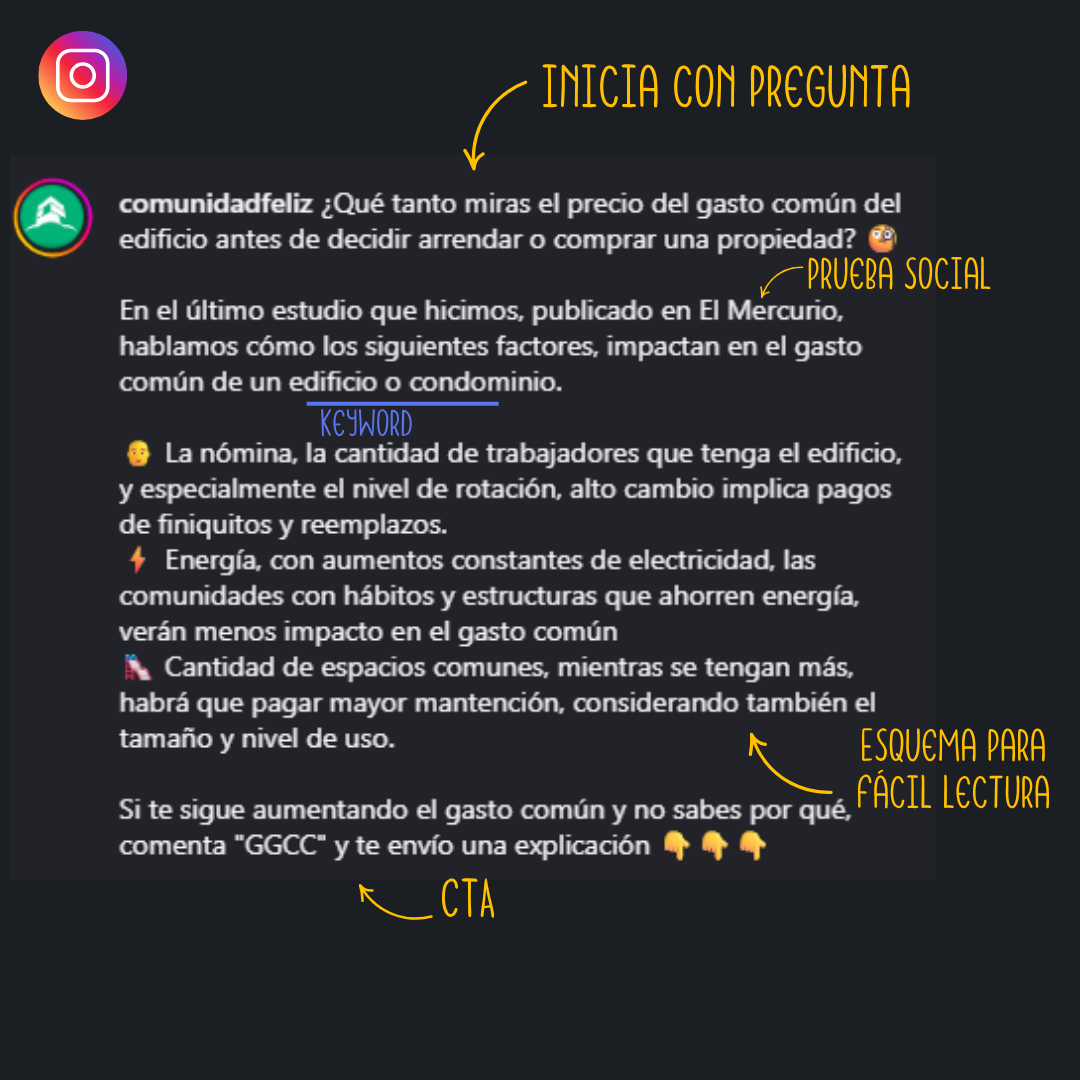 INICIA CON PREGUNTA
comunidadfeliz ¿Qué tanto miras el precio del gasto común del
edificio antes de decidir arrendar o comprar una propiedad? 🧐
PRUEBA SOCIAL
En el último estudio que hicimos, publicado en El Mercurio,
hablamos cómo los siguientes factores, impactan en el gasto
común de un edificio o condominio.
KEYWORD
👨‍🦲 La nómina, la cantidad de trabajadores que tenga el edificio,
y especialmente el nivel de rotación, alto cambio implica pagos
de finiquitos y reemplazos.
⚡ Energía, con aumentos constantes de electricidad, las
comunidades con hábitos y estructuras que ahorren energía,
verán menos impacto en el gasto común
🛝 Cantidad de espacios comunes, mientras se tengan más,
habrá que pagar mayor mantención, considerando también el
tamaño y nivel de uso.
ESQUEMA PARA
FÁCIL LECTURA
Si te sigue aumentando el gasto común y no sabes por qué,
comenta "GGCC" y te envío una explicación 👇👇👇
CTA